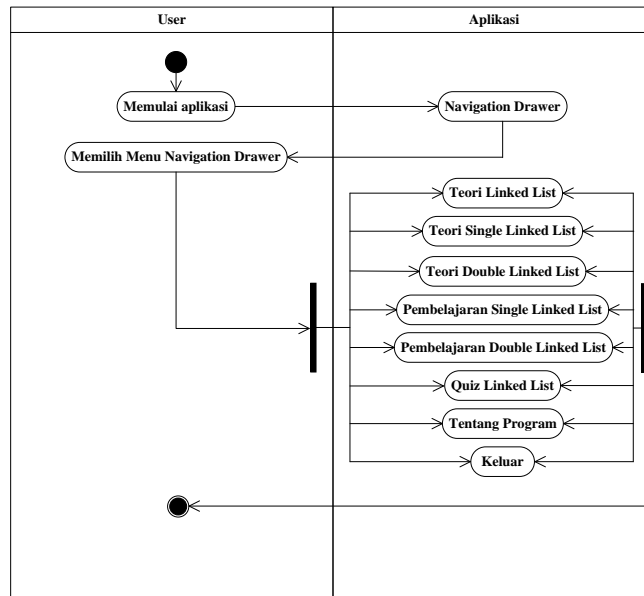 User
Aplikasi
Memulai aplikasi
Navigation Drawer
Memilih Menu Navigation Drawer
Teori Linked List
Teori Single Linked List
Teori Double Linked List
Pembelajaran Single Linked List
Pembelajaran Double Linked List
Quiz Linked List
Tentang Program
Keluar